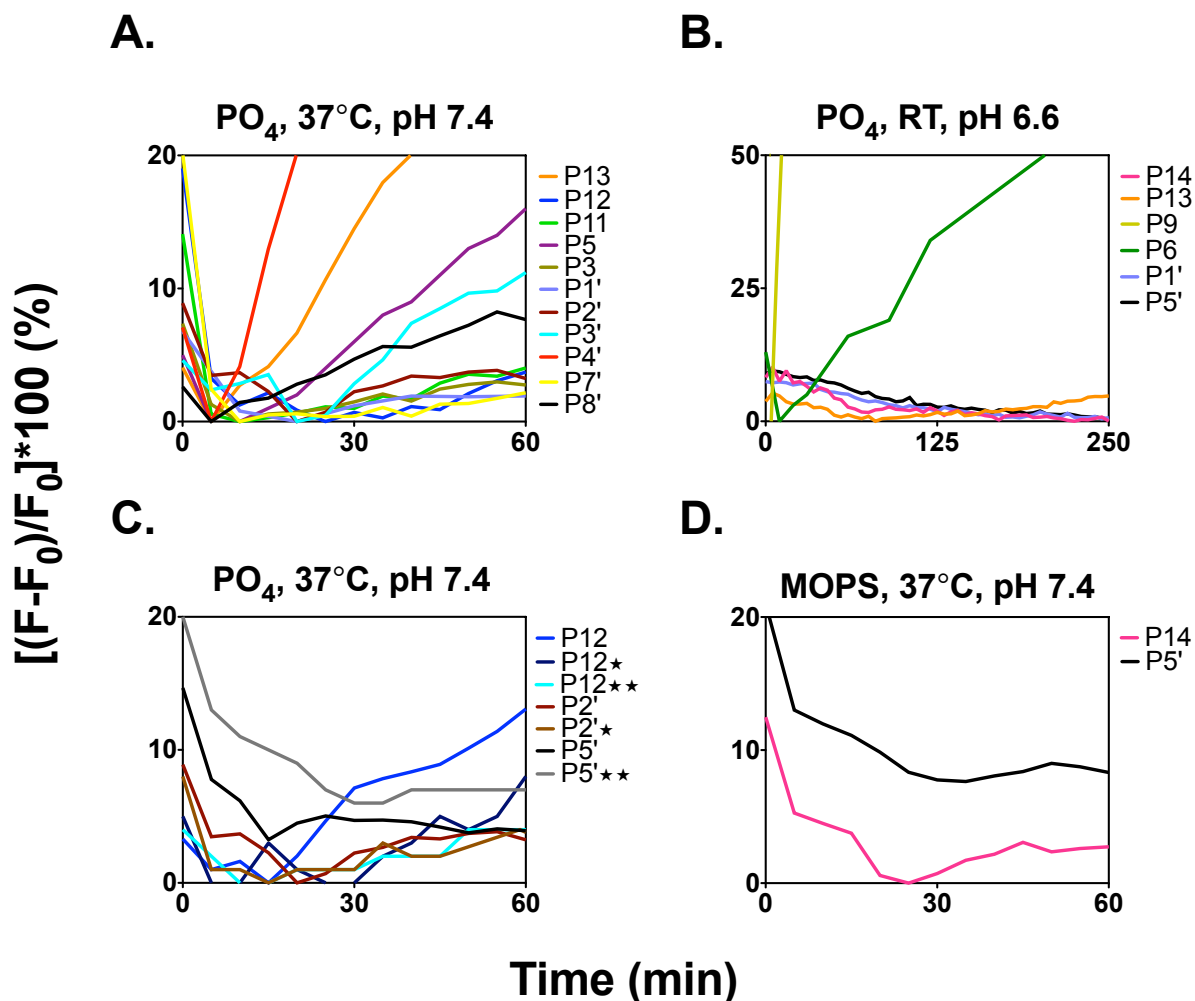 A.
PO4, 37°C, pH 7.4
20
10
0
0
30
60
P13
P12
P11
P5
P3
P1'
P2'
P3'
P4'
P7'
P8'
B.
PO4, RT, pH 6.6
50
25
0
0
125
250
P14
P13
P9
P6
P1'
P5'
[(F-F0)/F0]*100 (%)
C.
PO4, 37°C, pH 7.4
20
10
0
0
30
60
P12
P12★
P12★★
P2'
P2'★
P5'
P5'★★
D.
MOPS, 37°C, pH 7.4
20
10
0
0
30
60
P14
P5'
Time (min)